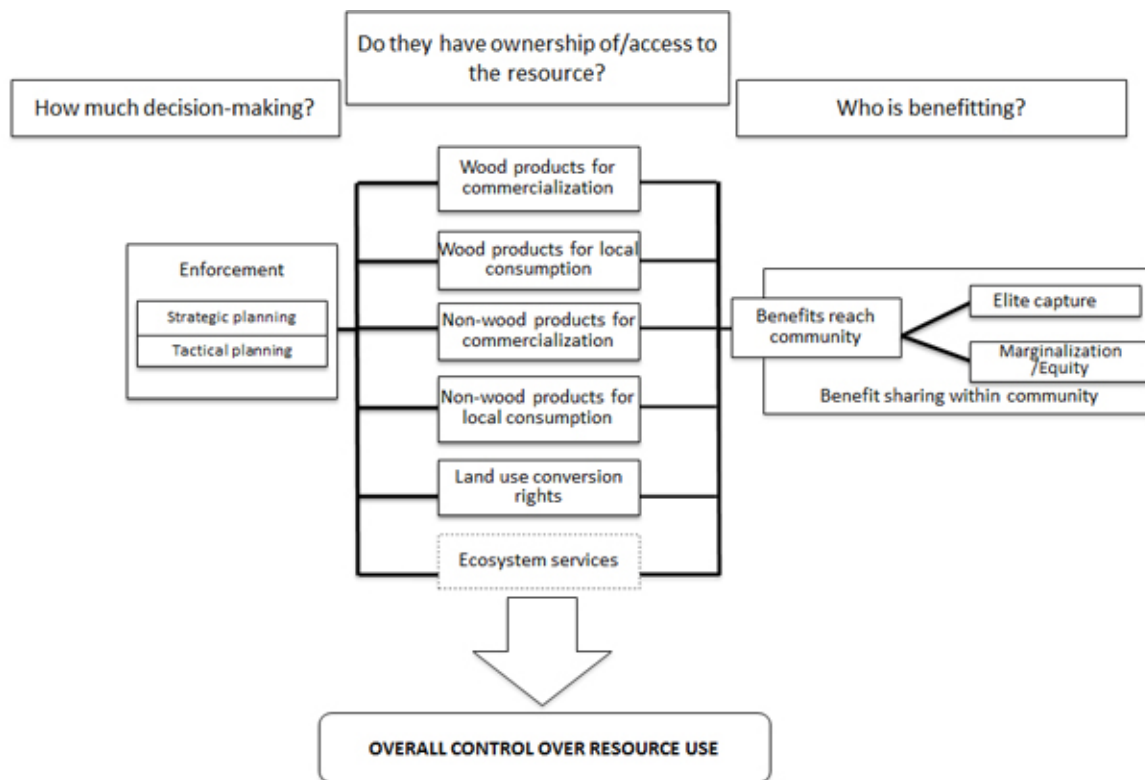 Do they have ownership of/access to
the resource?
How much decision-making?
Who is benefitting?
Wood products for
commercialization
Wood products for local
consumption
Enforcement
Strategic planning
Tactical planning
Non-wood products for
commercialization
Non-wood products for
local consumption
Land use conversion
rights
Ecosystem services
Benefits reach
community
Elite capture
Marginalization
/Equity
Benefit sharing within community
OVERALL CONTROL OVER RESOURCE USE